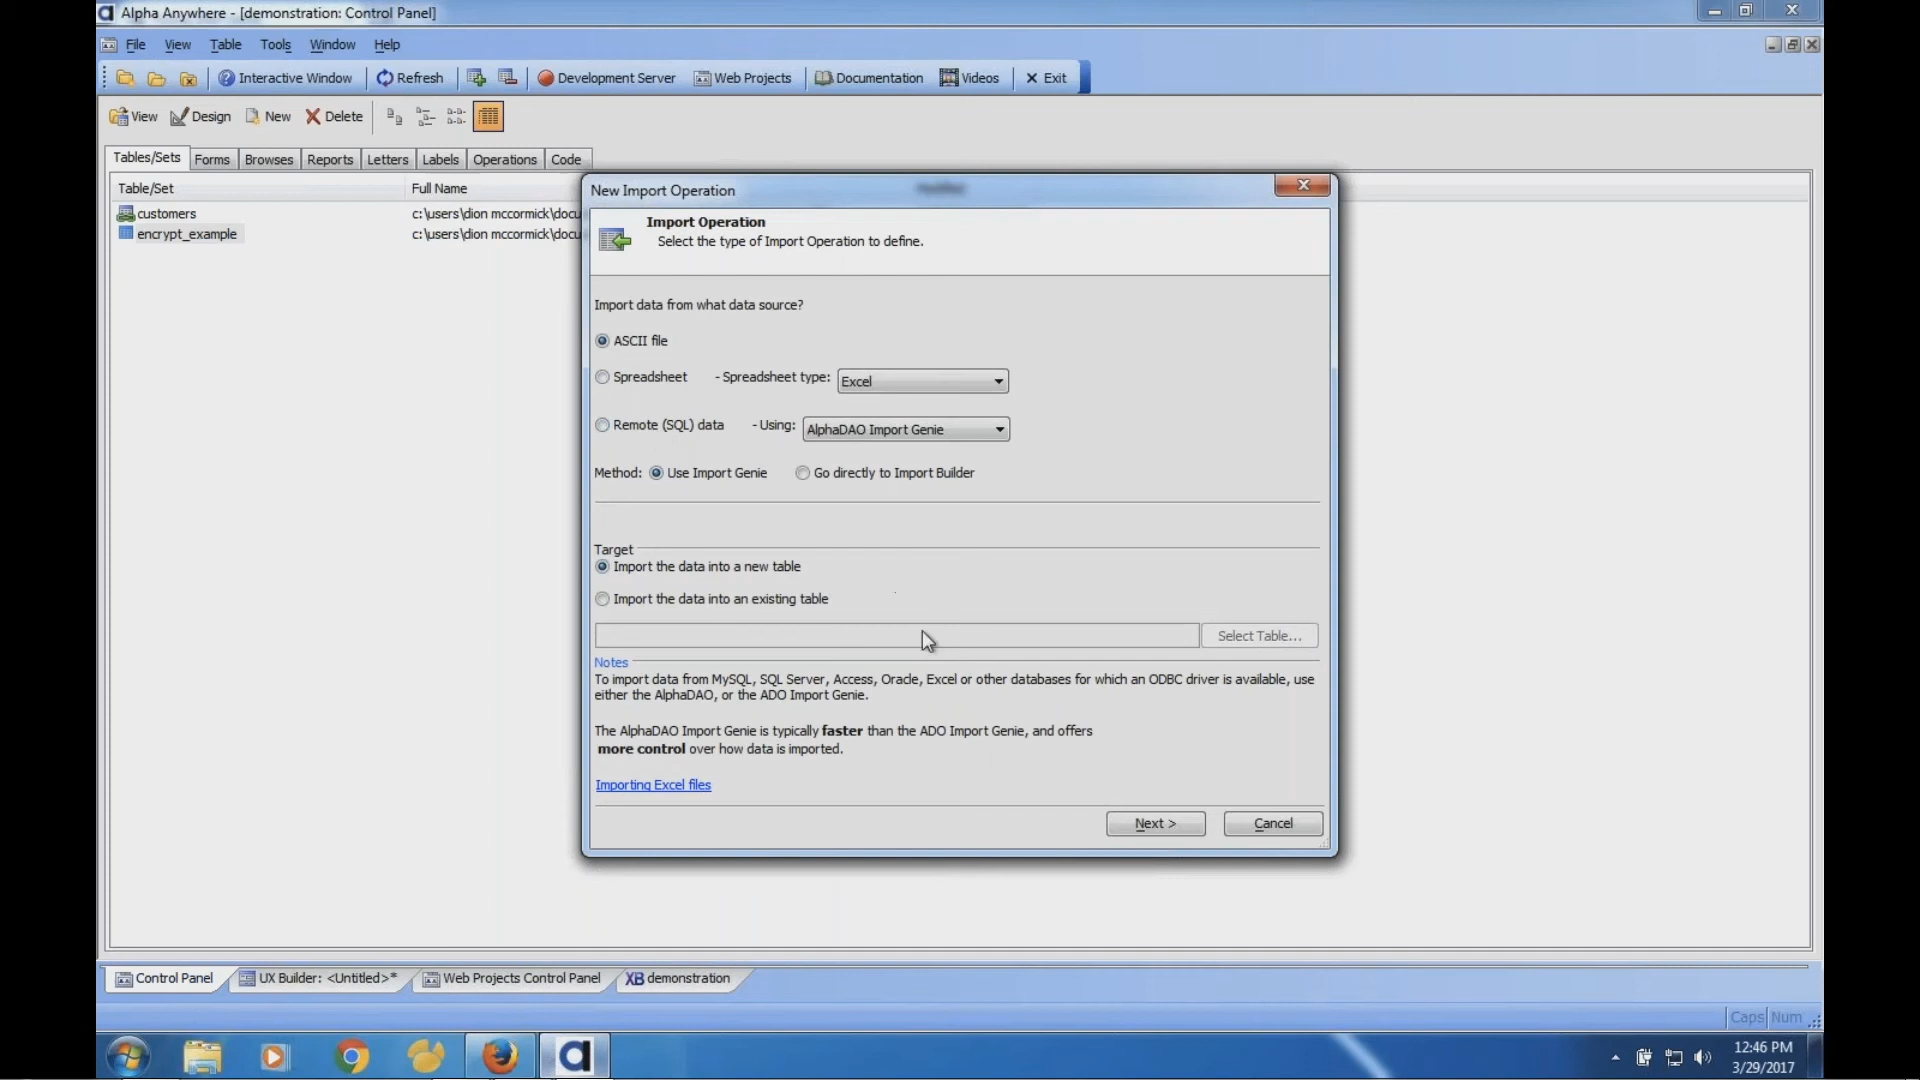 Alpha Anywhere - [demonstration: Control Panel]
File View Table Tools Window Help
Interactive Window Refresh Development Server Web Projects Documentation Videos Exit
View Design New Delete
Tables/Sets Forms Browses Reports Letters Labels Operations Code
Table/Set Full Name
customers c:\users\dion mccormick\docu
encrypt_example c:\users\dion mccormick\docu
New Import Operation
Import Operation
Select the type of Import Operation to define.
Import data from what data source?
ASCII file
Spreadsheet - Spreadsheet type: Excel
Remote (SQL) data - Using: AlphaDAO Import Genie
Method: Use Import Genie Go directly to Import Builder
Target
Import the data into a new table
Import the data into an existing table
Select Table...
Notes
To import data from MySQL, SQL Server, Access, Oracle, Excel or other databases for which an ODBC driver is available, use
either the AlphaDAO, or the ADO Import Genie.
The AlphaDAO Import Genie is typically faster than the ADO Import Genie, and offers
more control over how data is imported.
Importing Excel files
Next > Cancel
Control Panel UX Builder: <Untitled>* Web Projects Control Panel XB demonstration
Caps Num
12:46 PM
3/29/2017